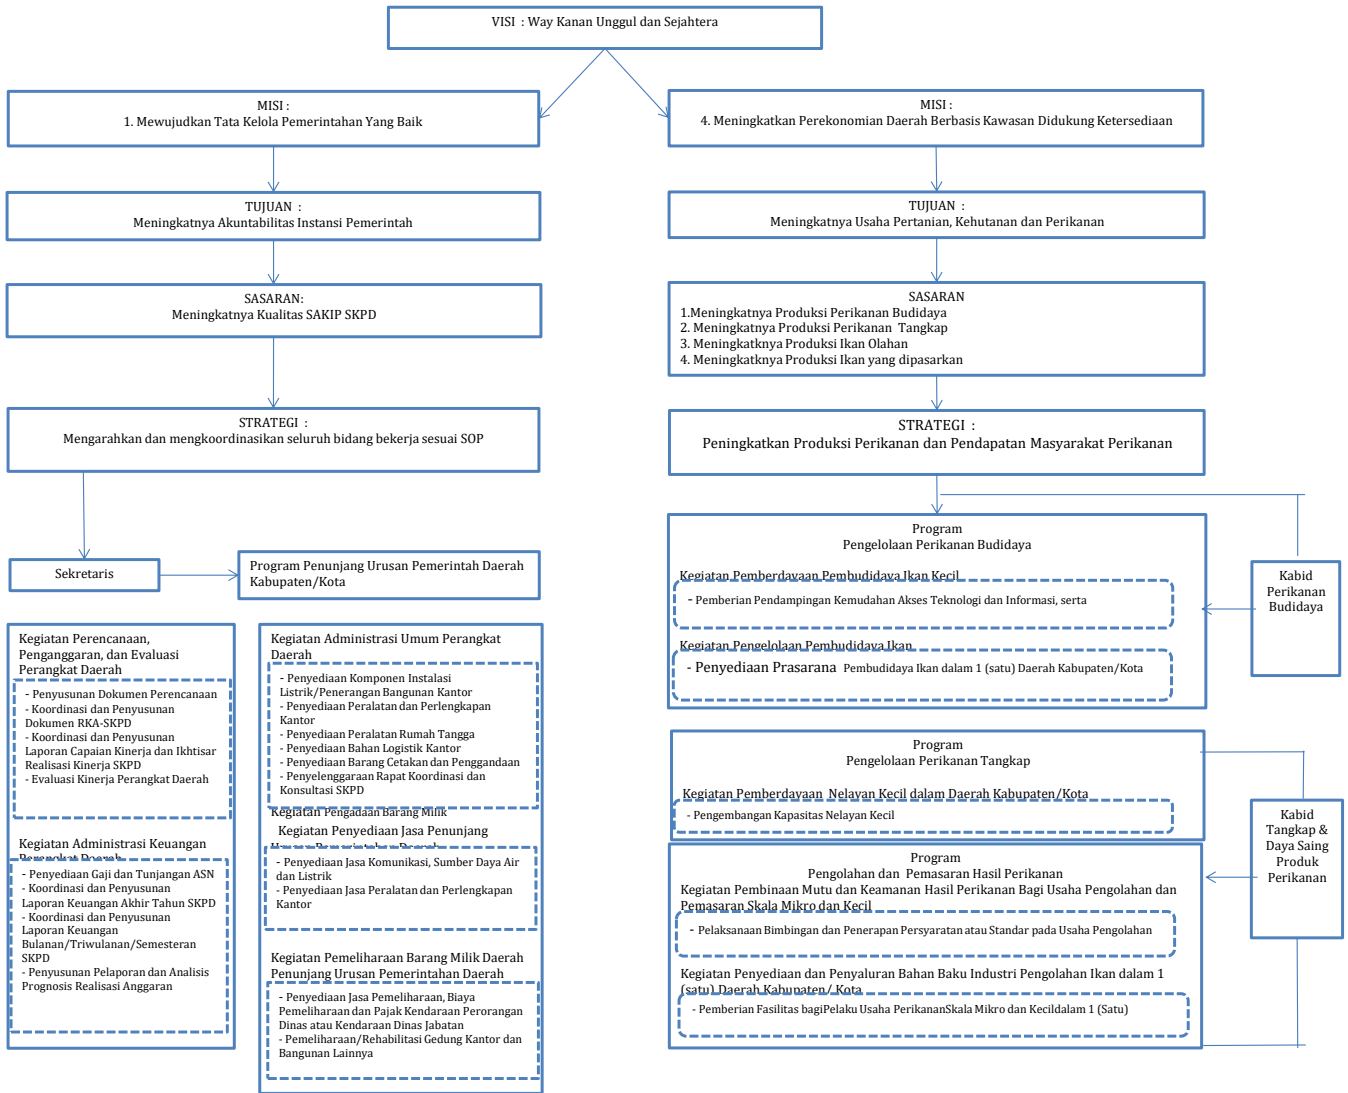 VISI : Way Kanan Unggul dan Sejahtera
MISI :
1. Mewujudkan Tata Kelola Pemerintahan Yang Baik
TUJUAN :
Meningkatnya Akuntabilitas Instansi Pemerintah
SASARAN:
Meningkatnya Kualitas SAKIP SKPD
STRATEGI :
Mengarahkan dan mengkoordinasikan seluruh bidang bekerja sesuai SOP
Sekretaris
Program Penunjang Urusan Pemerintah Daerah
Kabupaten/Kota
Kegiatan Perencanaan,
Penganggaran, dan Evaluasi
Perangkat Daerah
- Penyusunan Dokumen Perencanaan
- Koordinasi dan Penyusunan
Dokumen RKA-SKPD
- Koordinasi dan Penyusunan
Laporan Capaian Kinerja dan Ikhtisar
Realisasi Kinerja SKPD
- Evaluasi Kinerja Perangkat Daerah
Kegiatan Administrasi Keuangan
Perangkat Daerah
- Penyediaan Gaji dan Tunjangan ASN
- Koordinasi dan Penyusunan
Laporan Keuangan Akhir Tahun SKPD
- Koordinasi dan Penyusunan
Laporan Keuangan
Bulanan/Triwulanan/Semesteran
SKPD
- Penyusunan Pelaporan dan Analisis
Prognosis Realisasi Anggaran
Kegiatan Administrasi Umum Perangkat
Daerah
- Penyediaan Komponen Instalasi
Listrik/Penerangan Bangunan Kantor
- Penyediaan Peralatan dan Perlengkapan
Kantor
- Penyediaan Peralatan Rumah Tangga
- Penyediaan Bahan Logistik Kantor
- Penyediaan Barang Cetakan dan Penggandaan
- Penyelenggaraan Rapat Koordinasi dan
Konsultasi SKPD
Kegiatan Pengadaan Barang Milik
Kegiatan Penyediaan Jasa Penunjang
Urusan Pemerintahan Daerah
- Penyediaan Jasa Komunikasi, Sumber Daya Air
dan Listrik
- Penyediaan Jasa Peralatan dan Perlengkapan
Kantor
Kegiatan Pemeliharaan Barang Milik Daerah
Penunjang Urusan Pemerintahan Daerah
- Penyediaan Jasa Pemeliharaan, Biaya
Pemeliharaan dan Pajak Kendaraan Perorangan
Dinas atau Kendaraan Dinas Jabatan
- Pemeliharaan/Rehabilitasi Gedung Kantor dan
Bangunan Lainnya
MISI :
4. Meningkatkan Perekonomian Daerah Berbasis Kawasan Didukung Ketersediaan
TUJUAN :
Meningkatnya Usaha Pertanian, Kehutanan dan Perikanan
SASARAN
1.Meningkatnya Produksi Perikanan Budidaya
2. Meningkatnya Produksi Perikanan Tangkap
3. Meningkatknya Produksi Ikan Olahan
4. Meningkatknya Produksi Ikan yang dipasarkan
STRATEGI :
Peningkatkan Produksi Perikanan dan Pendapatan Masyarakat Perikanan
Program
Pengelolaan Perikanan Budidaya
Kegiatan Pemberdayaan Pembudidaya Ikan Kecil
- Pemberian Pendampingan Kemudahan Akses Teknologi dan Informasi, serta
Kegiatan Pengelolaan Pembudidaya Ikan
- Penyediaan Prasarana Pembudidaya Ikan dalam 1 (satu) Daerah Kabupaten/Kota
Kabid
Perikanan
Budidaya
Program
Pengelolaan Perikanan Tangkap
Kegiatan Pemberdayaan Nelayan Kecil dalam Daerah Kabupaten/Kota
- Pengembangan Kapasitas Nelayan Kecil
Program
Pengolahan dan Pemasaran Hasil Perikanan
Kegiatan Pembinaan Mutu dan Keamanan Hasil Perikanan Bagi Usaha Pengolahan dan
Pemasaran Skala Mikro dan Kecil
- Pelaksanaan Bimbingan dan Penerapan Persyaratan atau Standar pada Usaha Pengolahan
Kegiatan Penyediaan dan Penyaluran Bahan Baku Industri Pengolahan Ikan dalam 1
(satu) Daerah Kabupaten/ Kota
- Pemberian Fasilitas bagiPelaku Usaha PerikananSkala Mikro dan Kecildalam 1 (Satu)
Kabid
Tangkap &
Daya Saing
Produk
Perikanan